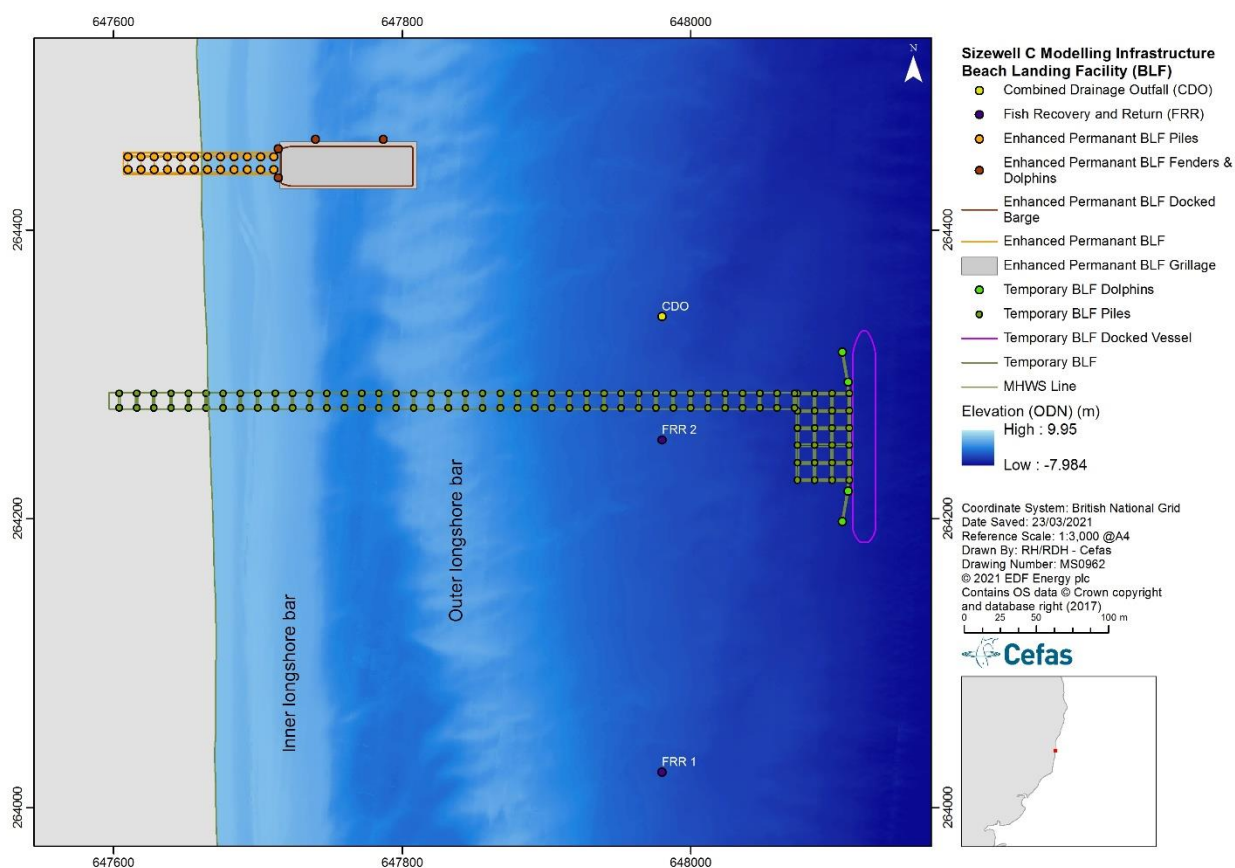 647600
647800
648000
N
264400
264400
CDO
FRR 2
264200
264200
Outer longshore bar
Inner longshore bar
FRR 1
264000
264000
647600
647800
648000
Sizewell C Modelling Infrastructure
Beach Landing Facility (BLF)
Combined Drainage Outfall (CDO)
Fish Recovery and Return (FRR)
Enhanced Permanant BLF Piles
Enhanced Permanant BLF Fenders &
Dolphins
Enhanced Permanant BLF Docked
Barge
Enhanced Permanant BLF
Enhanced Permanant BLF Grillage
Temporary BLF Dolphins
Temporary BLF Piles
Temporary BLF Docked Vessel
Temporary BLF
MHWS Line
Elevation (ODN) (m)
High : 9.95
Low : -7.984
Coordinate System: British National Grid
Date Saved: 23/03/2021
Reference Scale: 1:3,000 @A4
Drawn By: RH/RDH - Cefas
Drawing Number: MS0962
© 2021 EDF Energy plc
Contains OS data © Crown copyright
and database right (2017)
0 25 50 100 m
Cefas